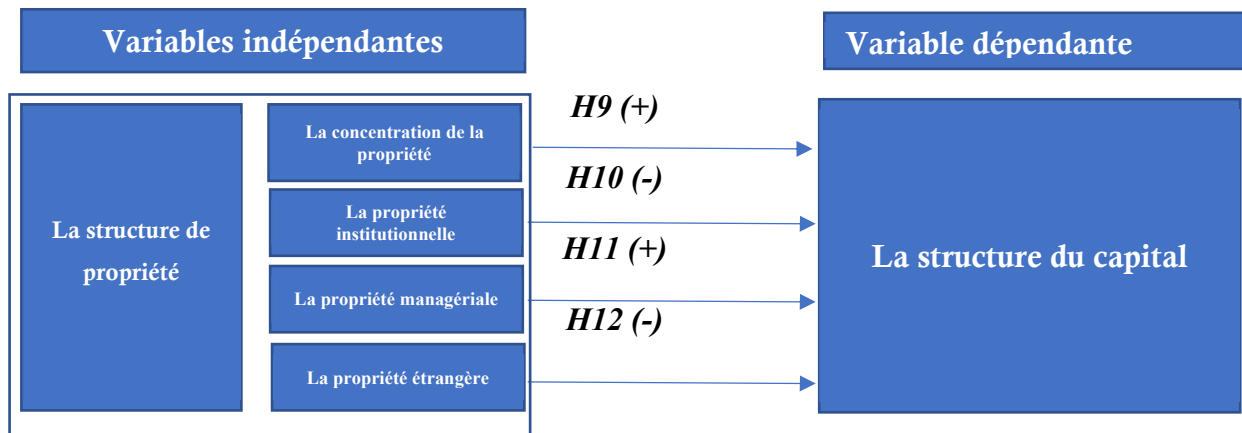 Variables indépendantes
Variable dépendante
La structure de
propriété
La concentration de la
propriété
La propriété
institutionnelle
La propriété managériale
La propriété étrangère
H9 (+)
H10 (-)
H11 (+)
H12 (-)
La structure du capital